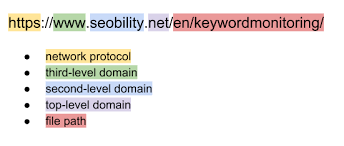 https://www.seobility.net/en/keywordmonitoring/
● network protocol
● third-level domain
● second-level domain
● top-level domain
● file path